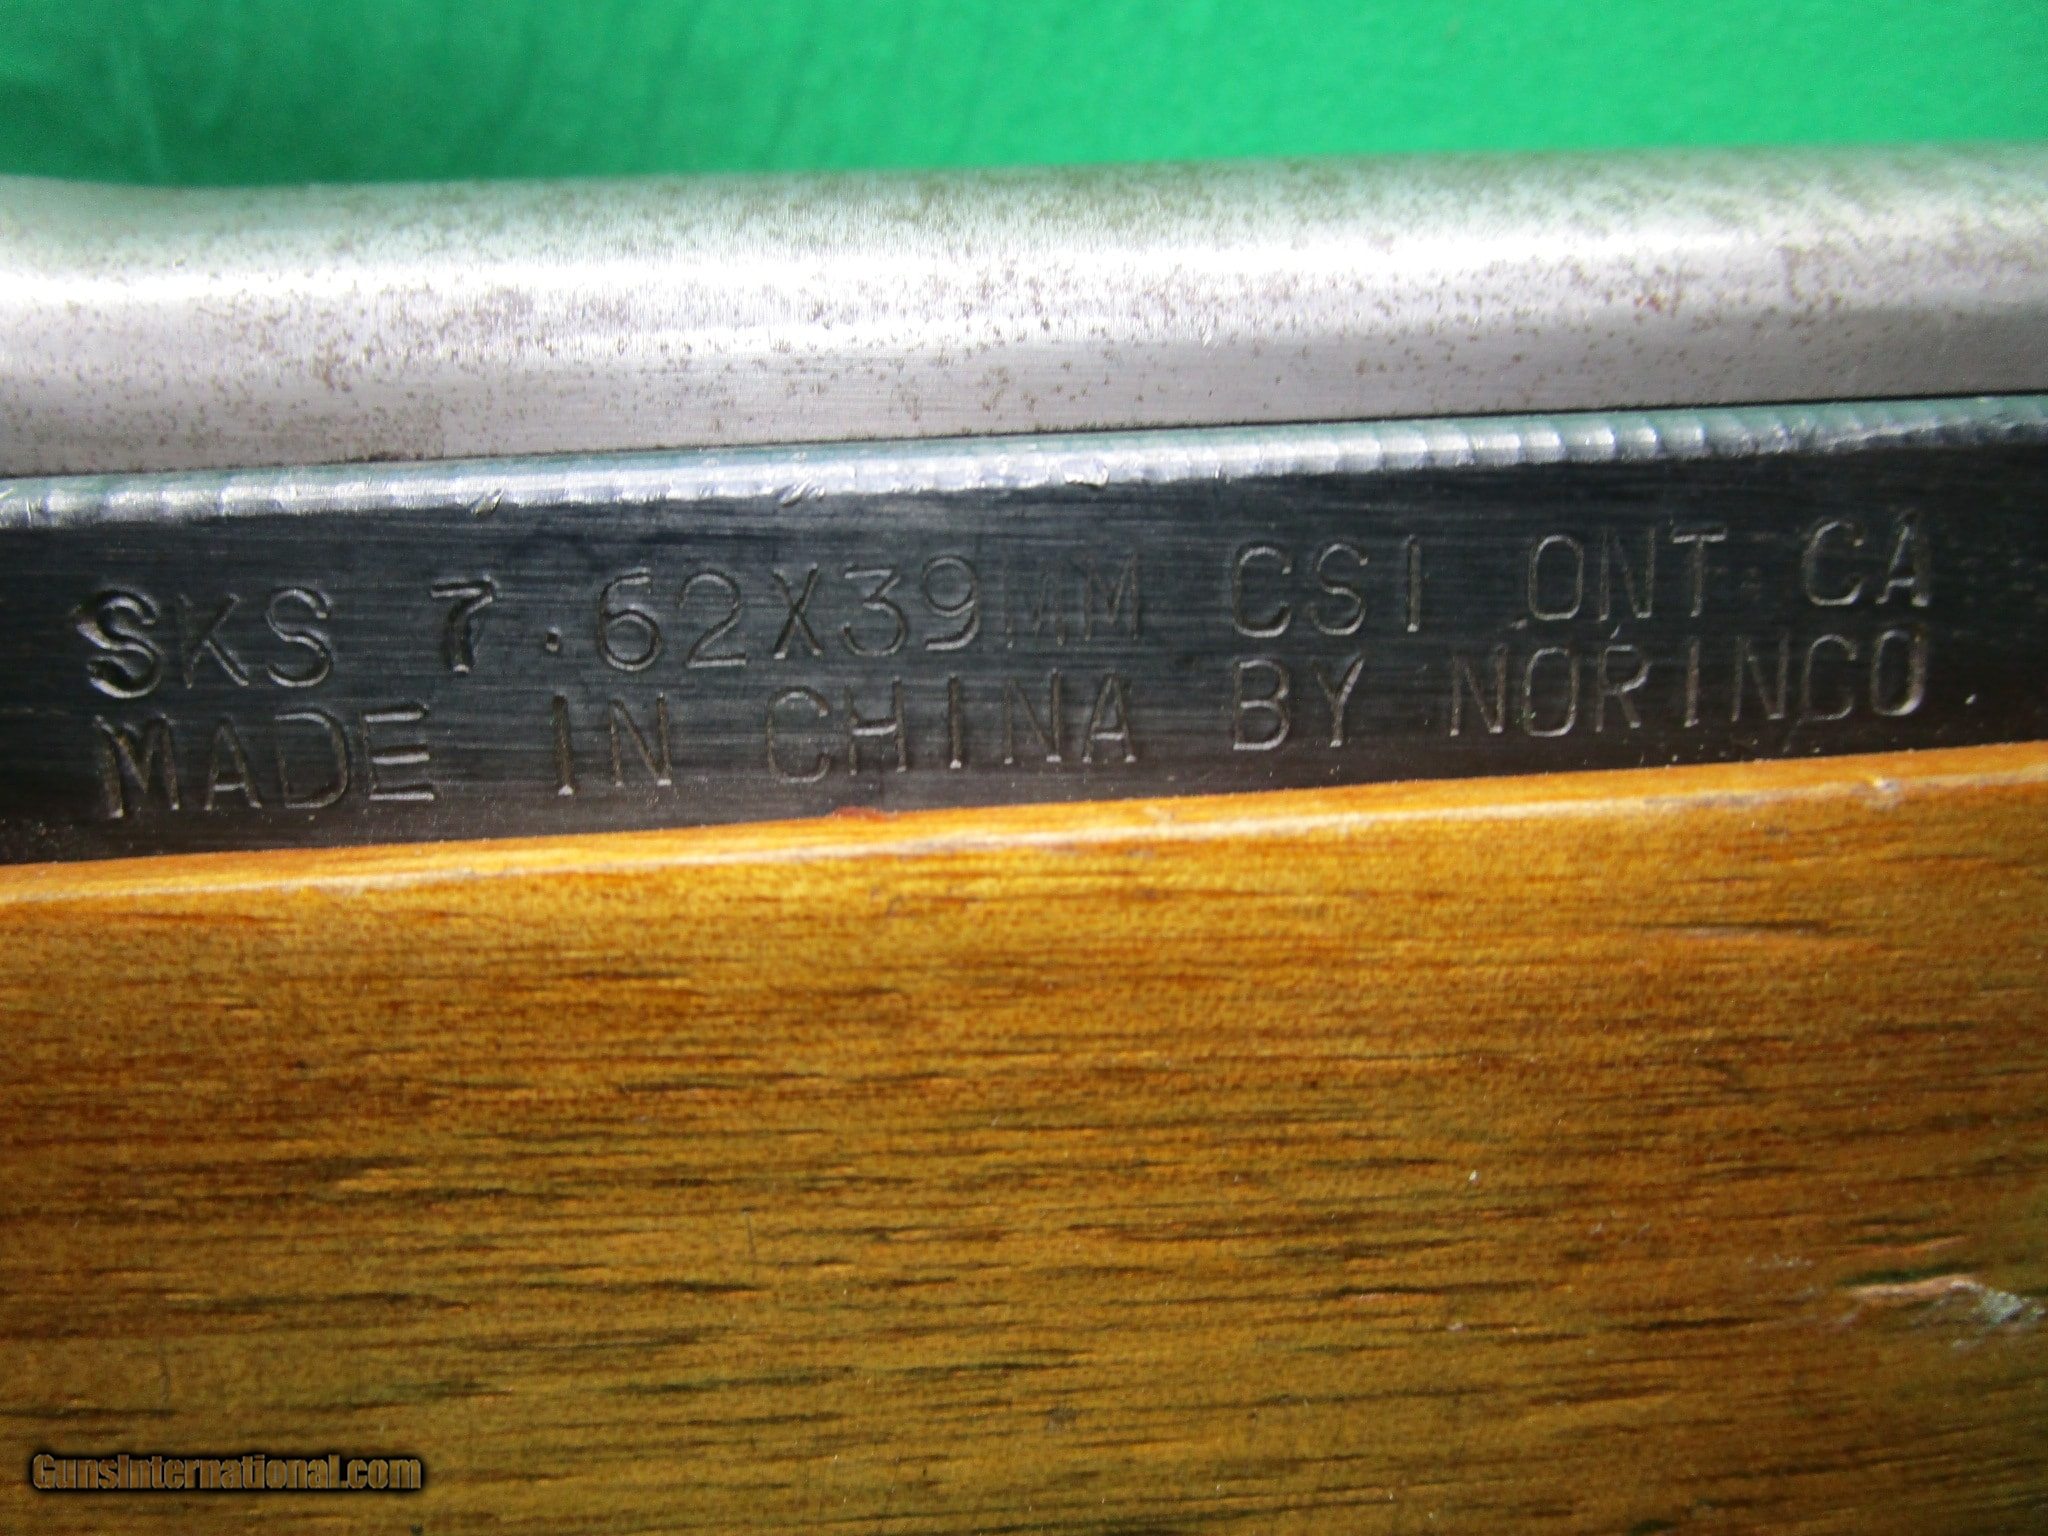 SKS 7.62X39MM CSI ONT CA
MADE IN CHINA BY NORINCO
GunsInternational.com